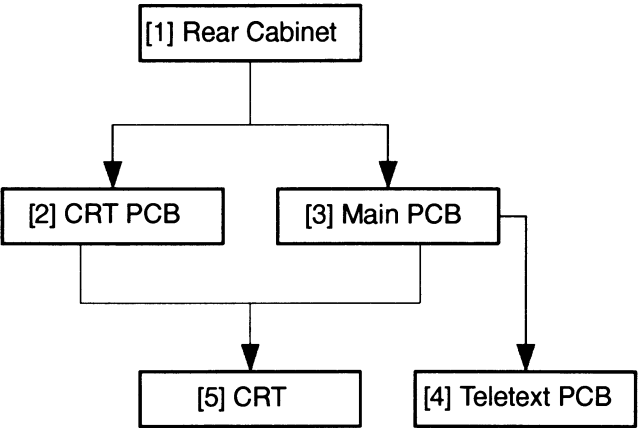 [1] Rear Cabinet
[2] CRT PCB
[3] Main PCB
[5] CRT
[4] Teletext PCB